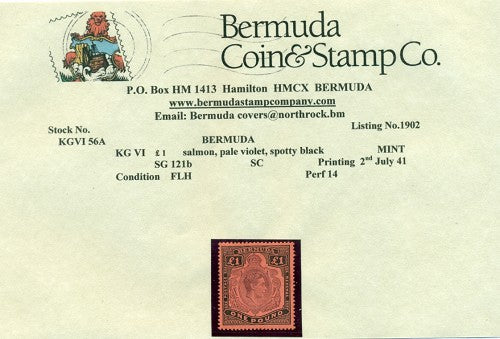 Bermuda
Coin&Stamp Co.
P.O. Box HM 1413 Hamilton HMCX BERMUDA
www.bermudastampcompany.com
Email: Bermuda covers@northrock.bm
Stock No. Listing No.1902
KGVI 56A BERMUDA
KG VI £1 salmon, pale violet, spotty black MINT
SG 121b SC Printing 2nd July 41
Condition FLH Perf 14
BERMUDA
£1 £1
ONE POUND